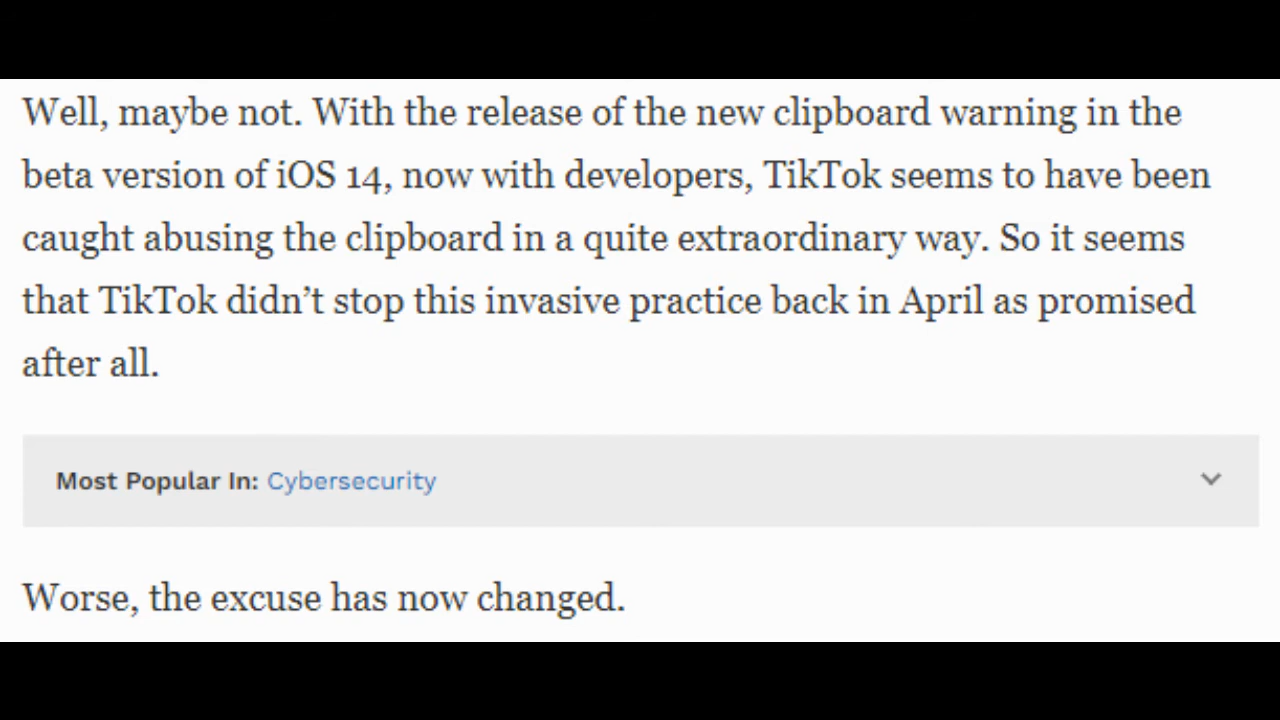 Well, maybe not. With the release of the new clipboard warning in the
beta version of iOS 14, now with developers, TikTok seems to have been
caught abusing the clipboard in a quite extraordinary way. So it seems
that TikTok didn’t stop this invasive practice back in April as promised
after all.
Most Popular In: Cybersecurity
Worse, the excuse has now changed.